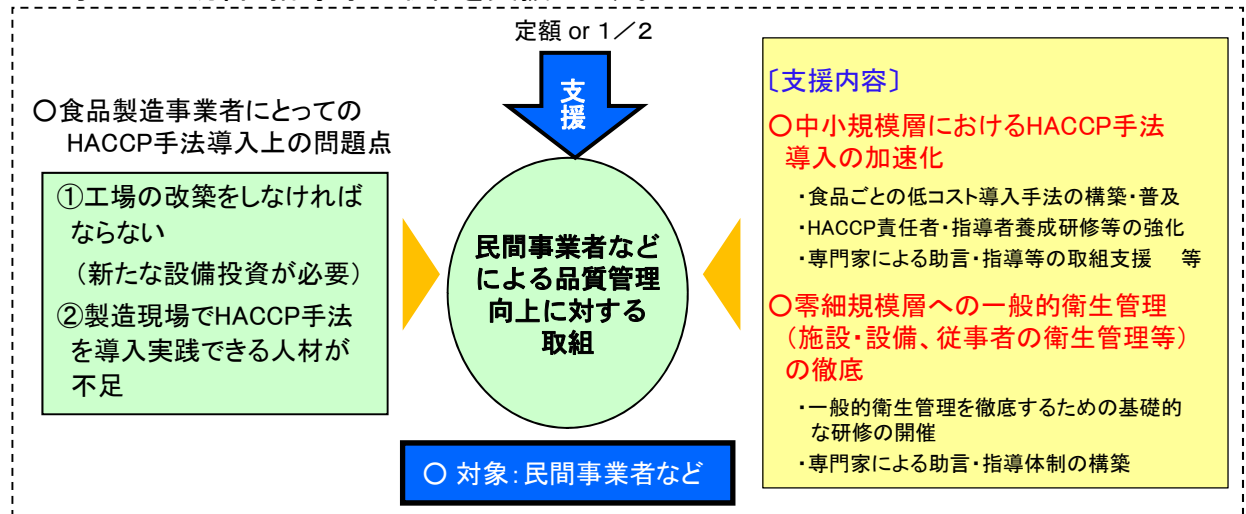 定額 or 1／2
支援
○食品製造事業者にとっての
HACCP手法導入上の問題点
①工場の改築をしなければ
ならない
（新たな設備投資が必要）
②製造現場でHACCP手法
を導入実践できる人材が
不足
民間事業者など
による品質管理
向上に対する
取組
○ 対象：民間事業者など
〔支援内容〕
○中小規模層におけるHACCP手法
導入の加速化
・食品ごとの低コスト導入手法の構築・普及
・HACCP責任者・指導者養成研修等の強化
・専門家による助言・指導等の取組支援　等
○零細規模層への一般的衛生管理
（施設・設備、従事者の衛生管理等）
の徹底
・一般的衛生管理を徹底するための基礎的
な研修の開催
・専門家による助言・指導体制の構築